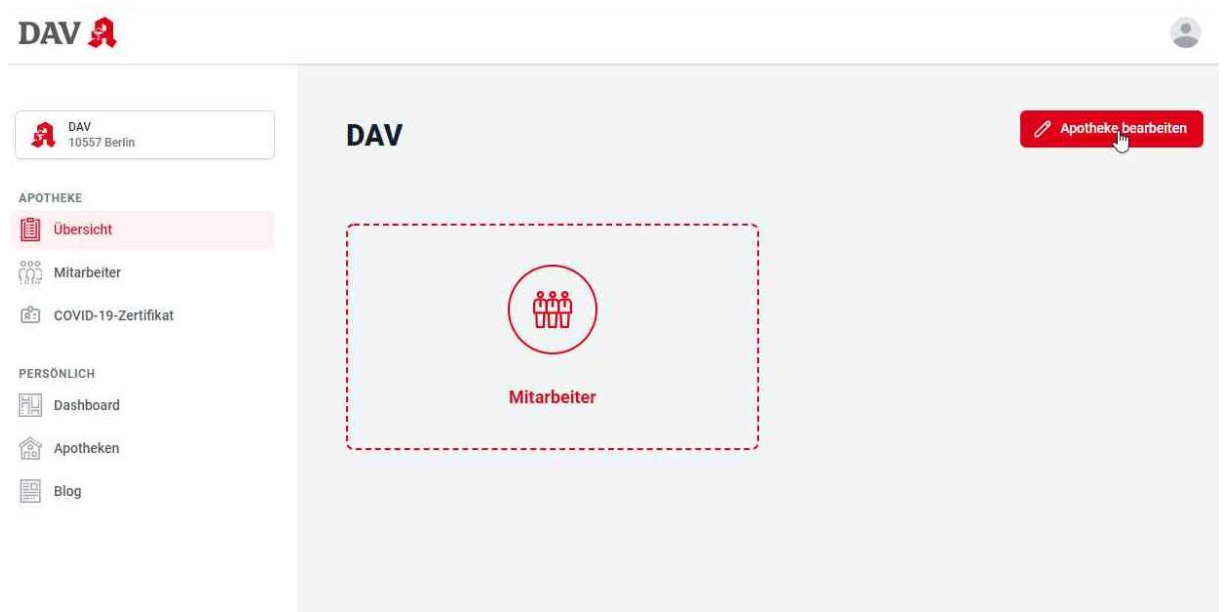 DAV
DAV
10557 Berlin
APOTHEKE
Übersicht
Mitarbeiter
COVID-19-Zertifikat
PERSÖNLICH
Dashboard
Apotheken
Blog
DAV
Apotheke bearbeiten
Mitarbeiter